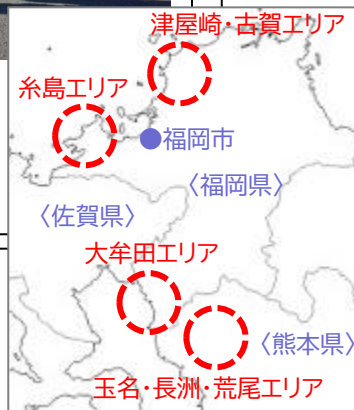 津屋崎・古賀エリア
糸島エリア
福岡市
〈福岡県〉
〈佐賀県〉
大牟田エリア
〈熊本県〉
玉名・長洲・荒尾エリア